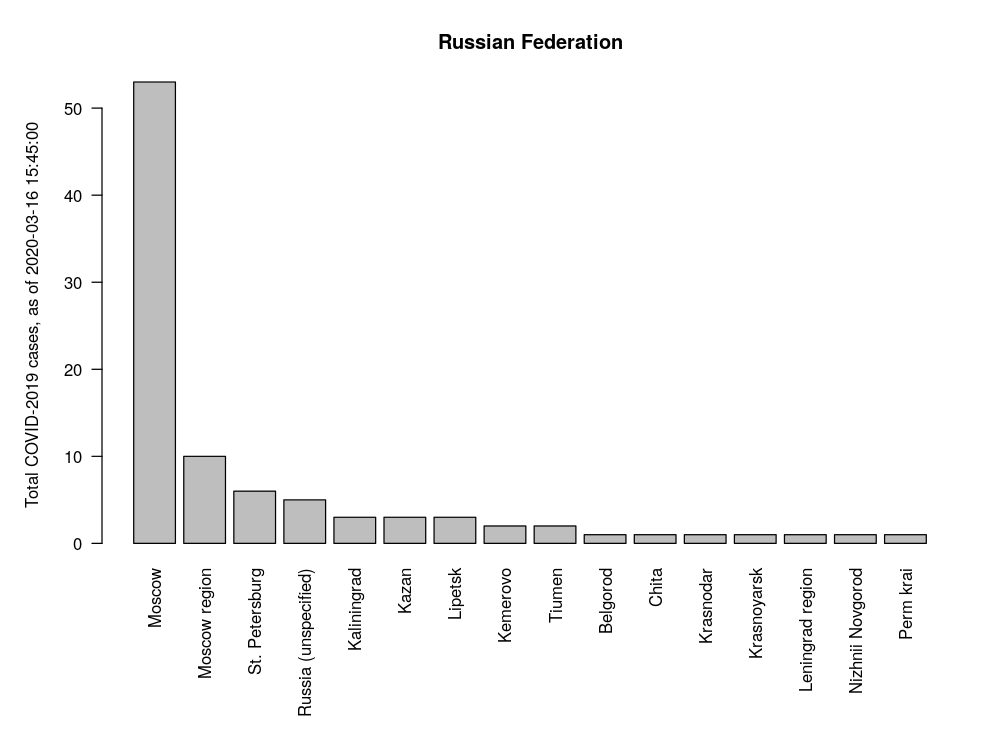 Russian Federation
Total COVID-2019 cases, as of 2020-03-16 15:45:00
50
40
30
20
10
0
Moscow
Moscow region
St. Petersburg
Russia (unspecified)
Kaliningrad
Kazan
Lipetsk
Kemerovo
Tiumen
Belgorod
Chita
Krasnodar
Krasnoyarsk
Leningrad region
Nizhnii Novgorod
Perm krai